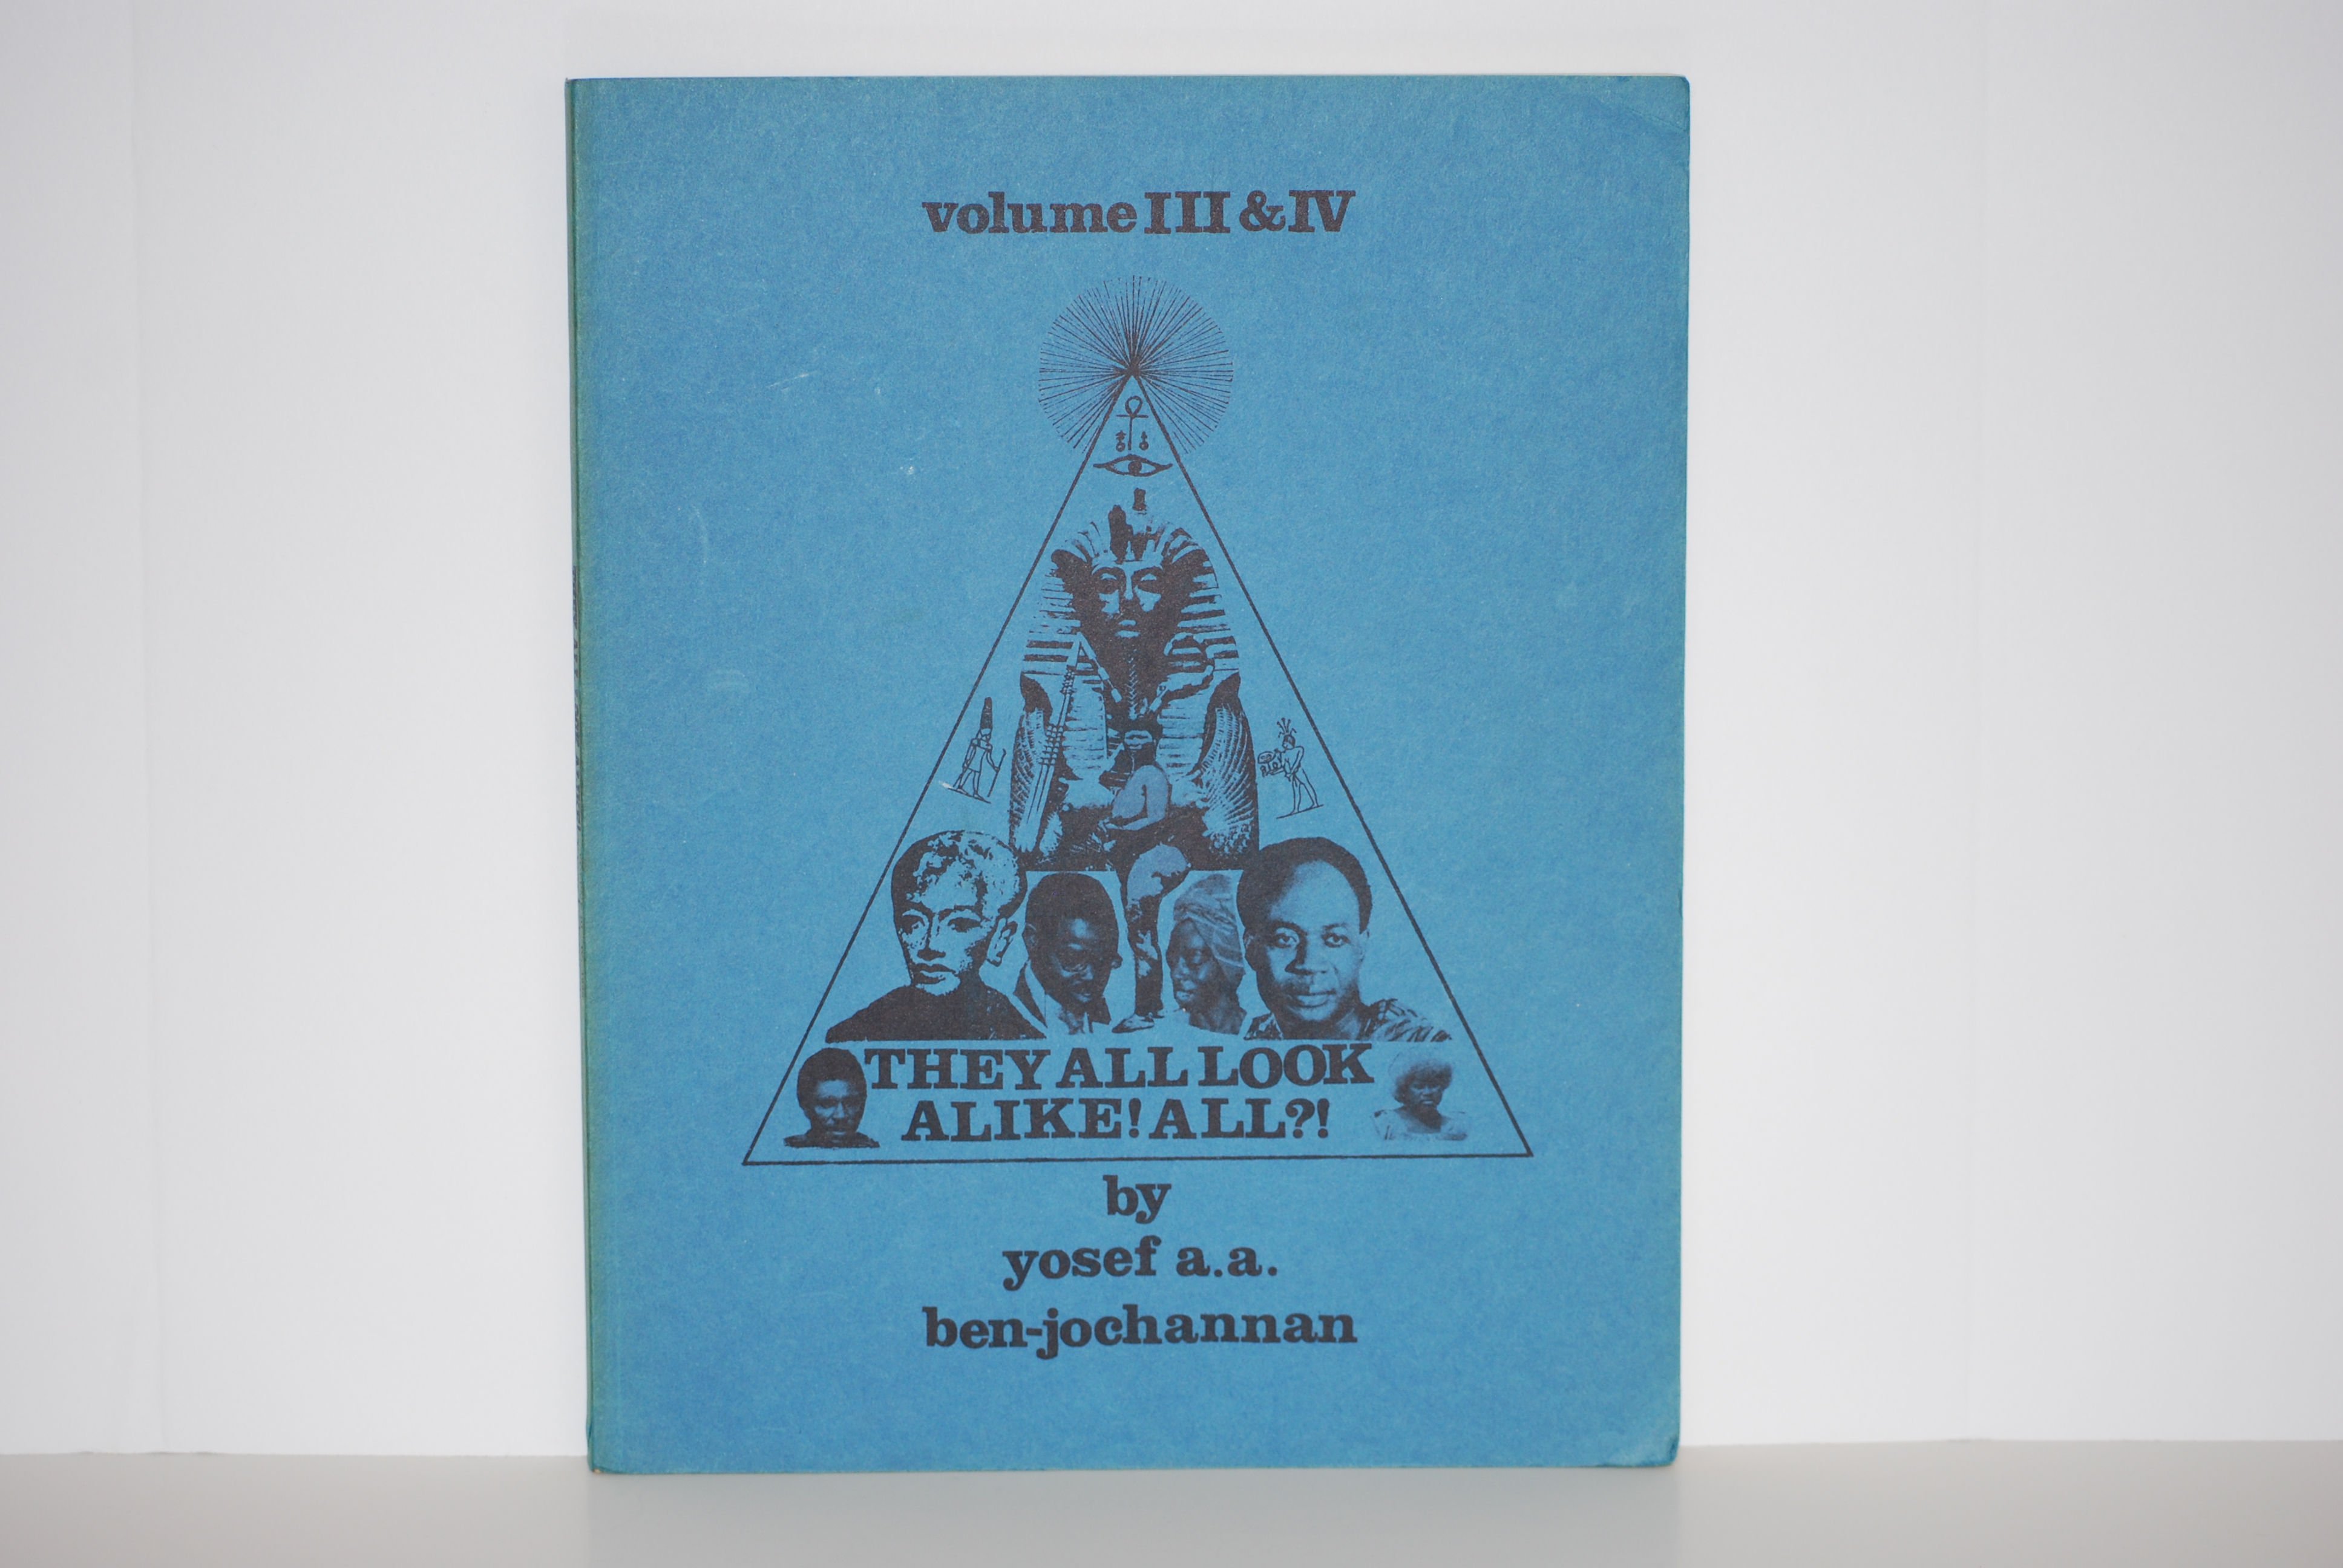 volume III & IV
THEY ALL LOOK
ALIKE! ALL?!
by
yosef a.a.
ben-jochannan